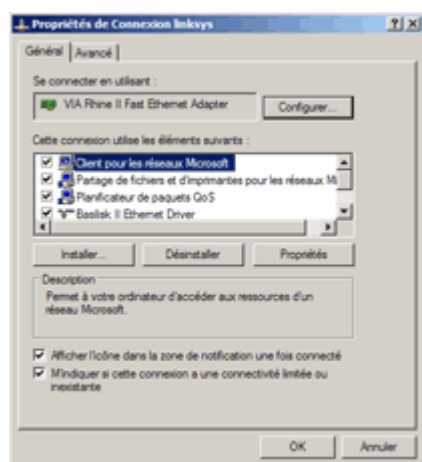 Propriétés de Connexion linksys
Général
Avancé
Se connecter en utilisant :
VIA Rhine II Fast Ethernet Adapter
Configurer...
Cette connexion utilise les éléments suivants :
Client pour les réseaux Microsoft
Partage de fichiers et d'imprimantes pour les réseaux Mi
Planificateur de paquets QoS
Basilisk II Ethernet Driver
Installer...
Désinstaller
Propriétés
Description
Permet à votre ordinateur d'accéder aux ressources d'un
réseau Microsoft.
Afficher l'icône dans la zone de notification une fois connecté
M'indiquer si cette connexion a une connectivité limitée ou
inexistante
OK
Annuler